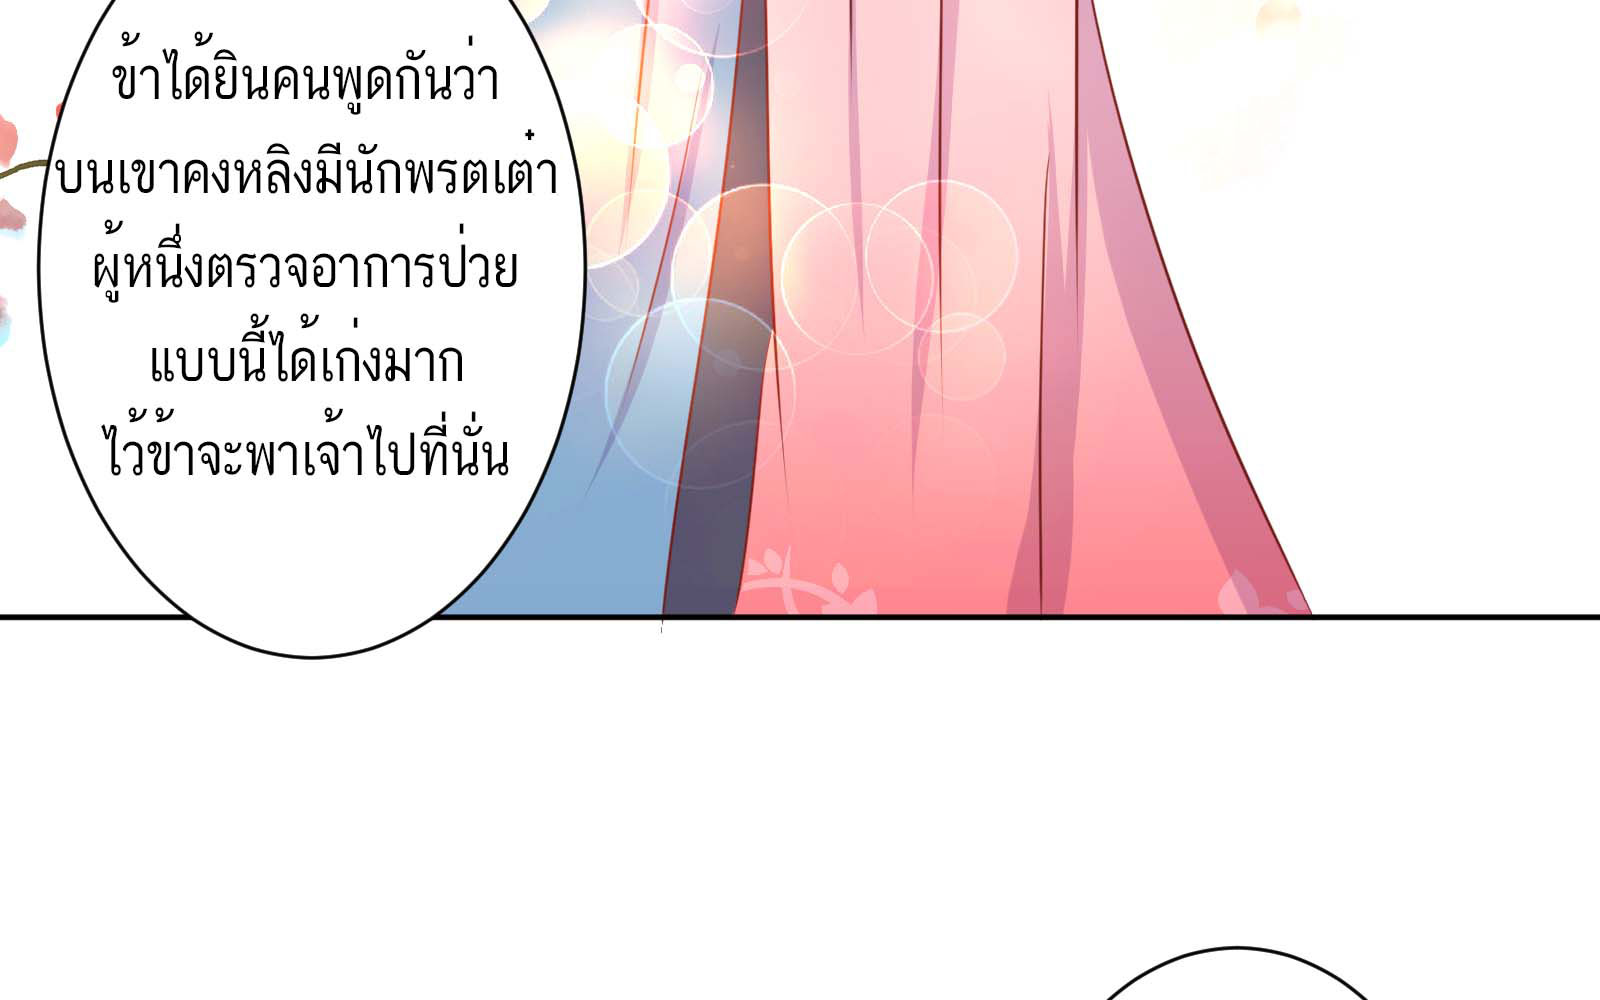 ข้าได้ยินคนพูดกันว่า
บนเขาคงหลิงมีนักพรตเต๋า
ผู้หนึ่งตรวจอาการป่วย
แบบนี้ได้เก่งมาก
ไว้ข้าจะพาเจ้าไปที่นั่น